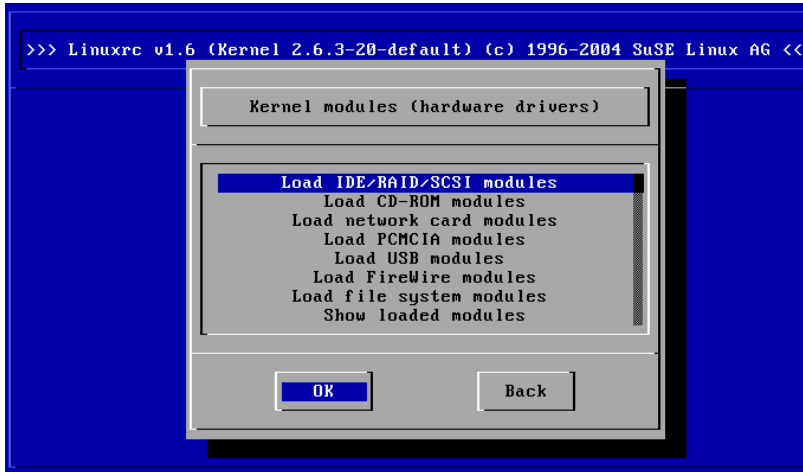 >>> Linuxrc v1.6 (Kernel 2.6.3-20-default) (c) 1996-2004 SuSE Linux AG <<
Kernel modules (hardware drivers)
Load IDE/RAID/SCSI modules
Load CD-ROM modules
Load network card modules
Load PCMCIA modules
Load USB modules
Load FireWire modules
Load file system modules
Show loaded modules
OK Back